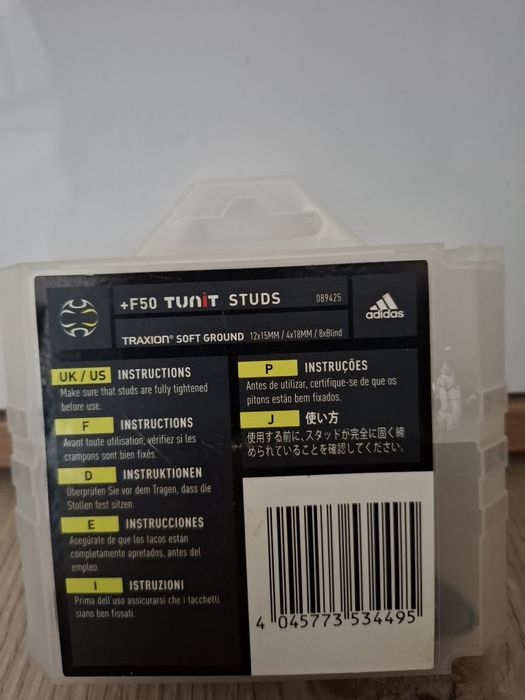 +F50 TUNiT STUDS 089425
adidas
TRAXION® SOFT GROUND 12x15MM / 4x18MM / 8xBlind
UK / US INSTRUCTIONS
Make sure that studs are fully tightened
before use.
F INSTRUCTIONS
Avant toute utilisation, vérifiez si les
crampons sont bien fixés.
D INSTRUKTIONEN
Überprüfen Sie vor dem Tragen, dass die
Stollen fest sitzen.
E INSTRUCCIONES
Asegúrate de que los tacos están
completamente apretados, antes del
empleo.
I ISTRUZIONI
Prima dell'uso assicurarsi che i tacchetti
siano ben fissati.
P INSTRUÇÕES
Antes de utilizar, certifique-se de que os
pitons estão bem fixados.
J 使い方
使用する前に、スタッドが完全に固く締
められていることを確認してください。
4 045773 534495